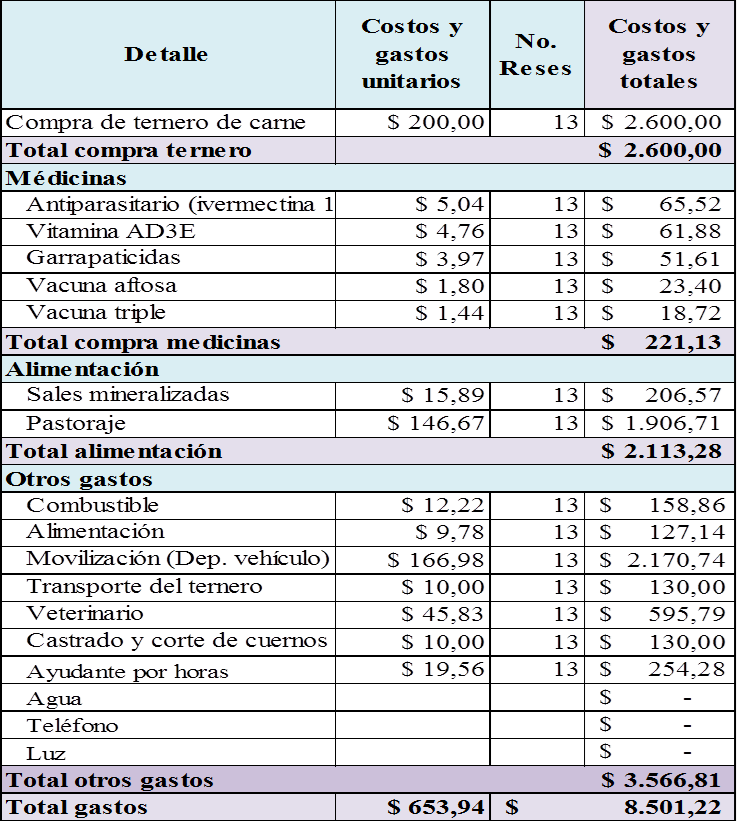 Detalle Costos y gastos unitarios No. Reses Costos y gastos totales
Compra de ternero de carne $ 200,00 13 $ 2.600,00
Total compra ternero $ 2.600,00
Médicinas
Antiparasitario (ivermectina 1 $ 5,04 13 $ 65,52
Vitamina AD3E $ 4,76 13 $ 61,88
Garrapaticidas $ 3,97 13 $ 51,61
Vacuna aftosa $ 1,80 13 $ 23,40
Vacuna triple $ 1,44 13 $ 18,72
Total compra medicinas $ 221,13
Alimentación
Sales mineralizadas $ 15,89 13 $ 206,57
Pastoraje $ 146,67 13 $ 1.906,71
Total alimentación $ 2.113,28
Otros gastos
Combustible $ 12,22 13 $ 158,86
Alimentación $ 9,78 13 $ 127,14
Movilización (Dep. vehículo) $ 166,98 13 $ 2.170,74
Transporte del ternero $ 10,00 13 $ 130,00
Veterinario $ 45,83 13 $ 595,79
Castrado y corte de cuernos $ 10,00 13 $ 130,00
Ayudante por horas $ 19,56 13 $ 254,28
Agua $ -
Teléfono $ -
Luz $ -
Total otros gastos $ 3.566,81
Total gastos $ 653,94 $ 8.501,22